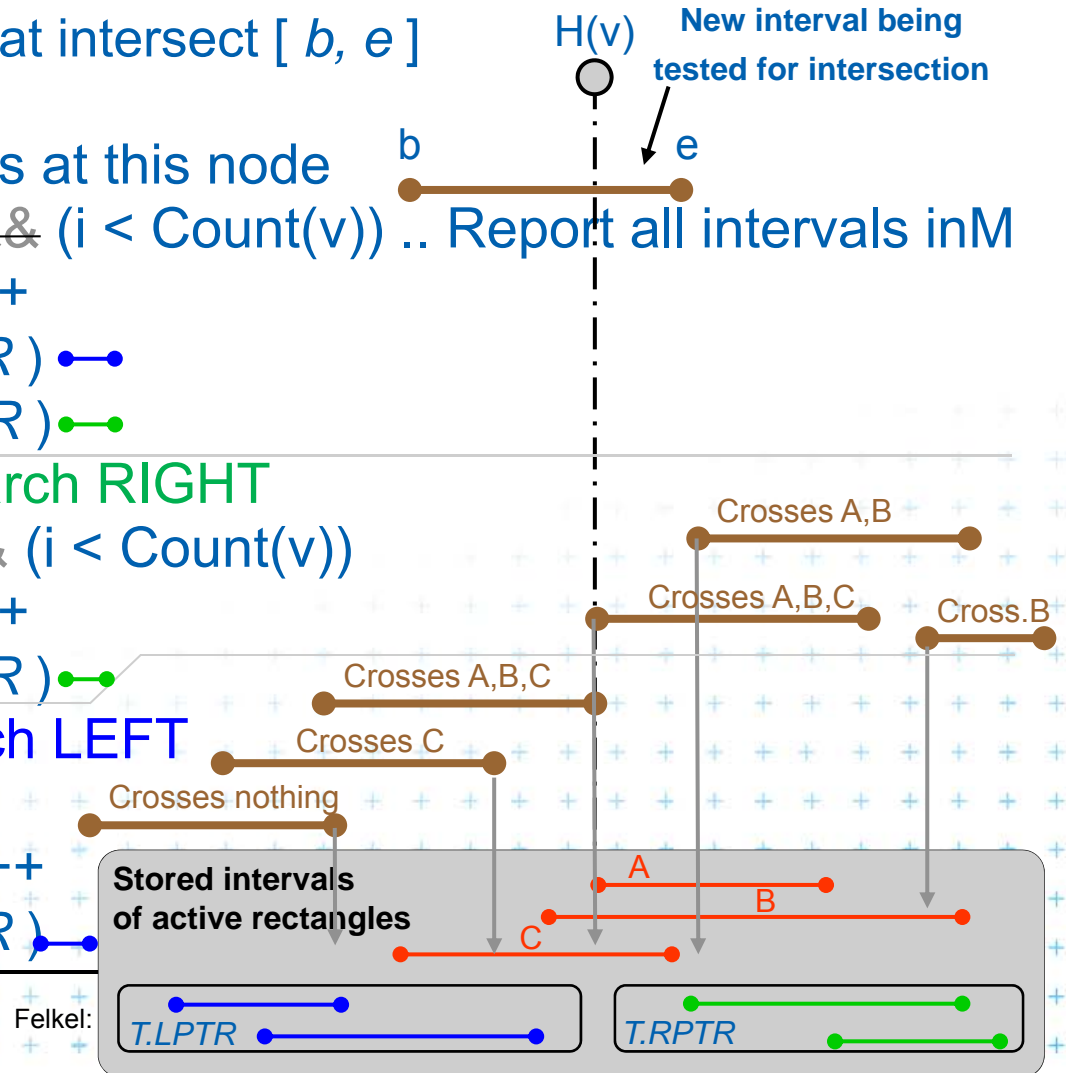 at intersect [ b, e ]
H(v)
New interval being
tested for intersection
s at this node
b
e
& (i < Count(v)) .. Report all intervals inM
+
R )
R )
rch RIGHT
Crosses A,B
& (i < Count(v))
+
Crosses A,B,C
Cross.B
R )
Crosses A,B,C
ch LEFT
Crosses C
Crosses nothing
++
Stored intervals
of active rectangles
A
B
R )
C
Felkel:
T.LPTR
T.RPTR